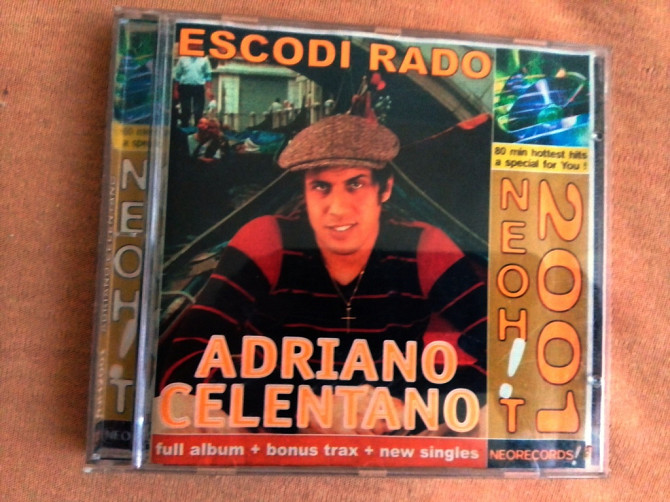 ESCODI RADO
80 min hottest hits
a special for You !
NEOH!T
2001
ADRIANO
CELENTANO
full album + bonus trax + new singles
NEORECORDS!
NEOH!T